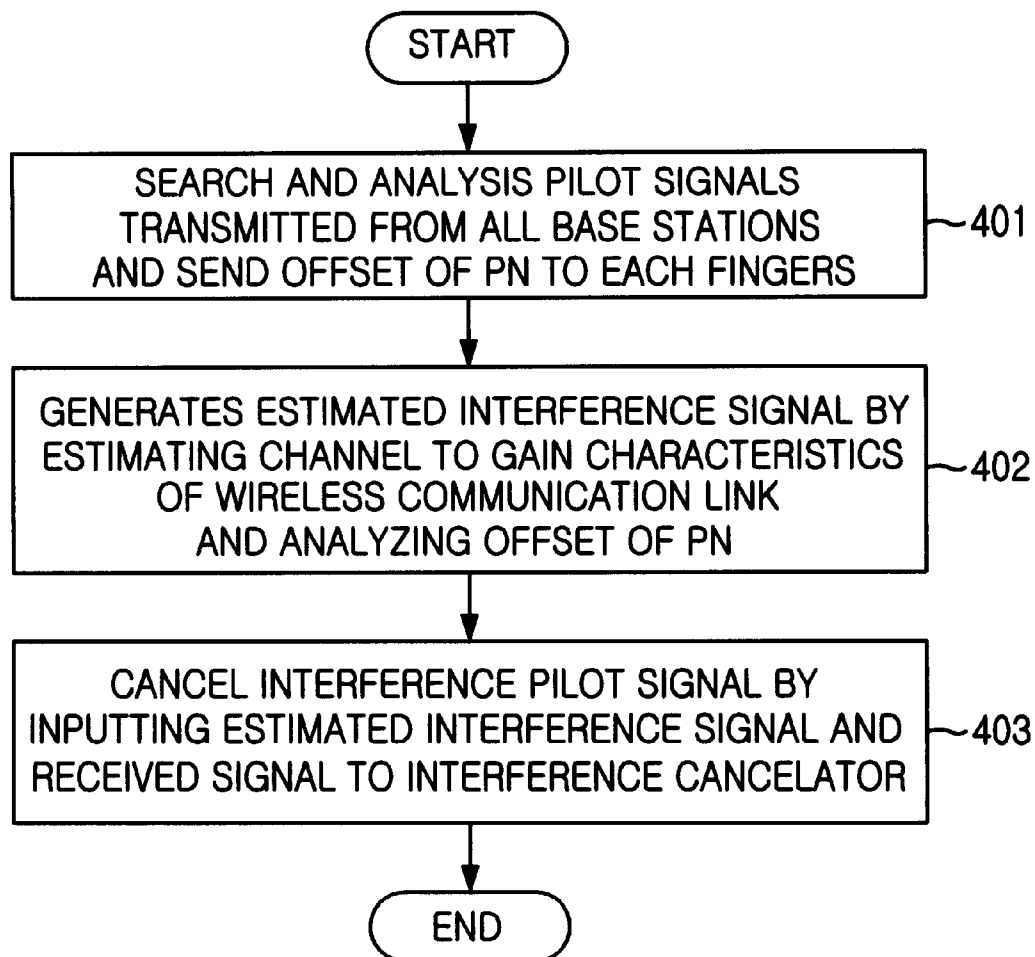 START
SEARCH AND ANALYSIS PILOT SIGNALS
TRANSMITTED FROM ALL BASE STATIONS
AND SEND OFFSET OF PN TO EACH FINGERS
401
GENERATES ESTIMATED INTERFERENCE SIGNAL BY
ESTIMATING CHANNEL TO GAIN CHARACTERISTICS
OF WIRELESS COMMUNICATION LINK
AND ANALYZING OFFSET OF PN
402
CANCEL INTERFERENCE PILOT SIGNAL BY
INPUTTING ESTIMATED INTERFERENCE SIGNAL AND
RECEIVED SIGNAL TO INTERFERENCE CANCELATOR
403
END